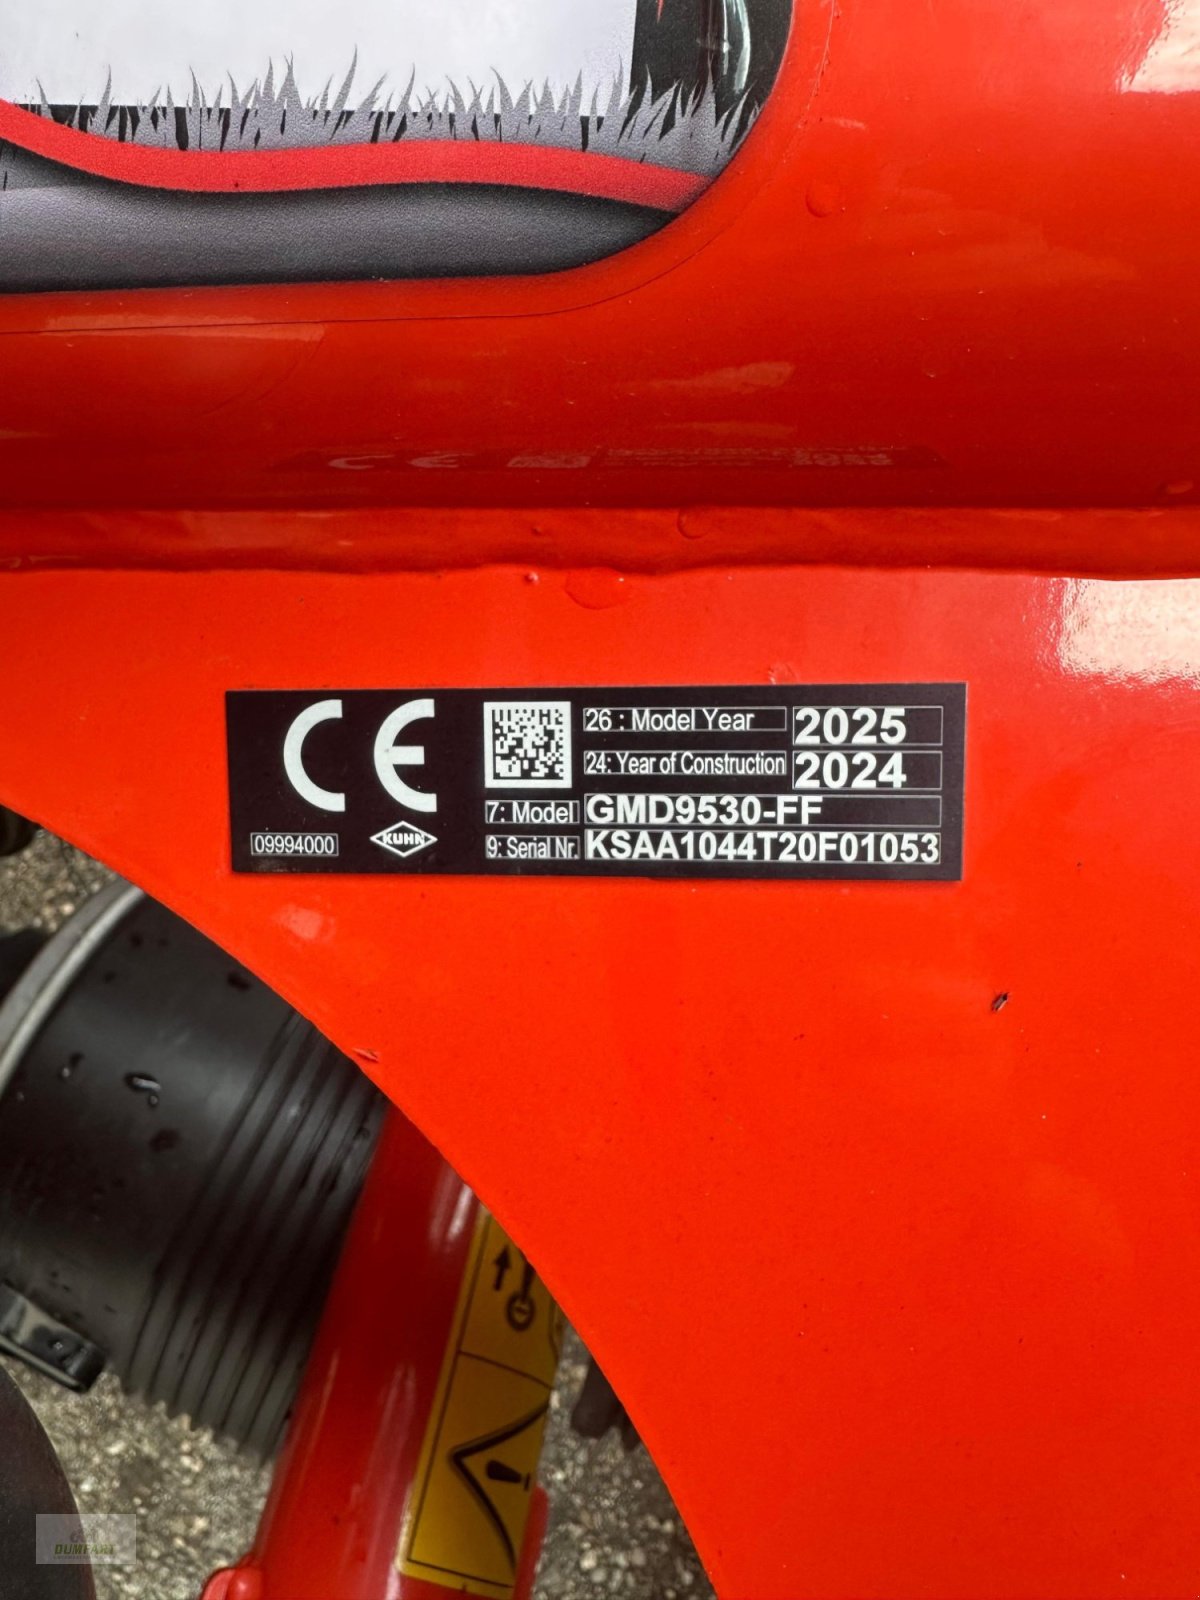 CE
26 : Model Year 2025
24: Year of Construction 2024
7: Model GMD9530-FF
9: Serial Nr. KSAA1044T20F01053
09994000
KUHN
DUMFART